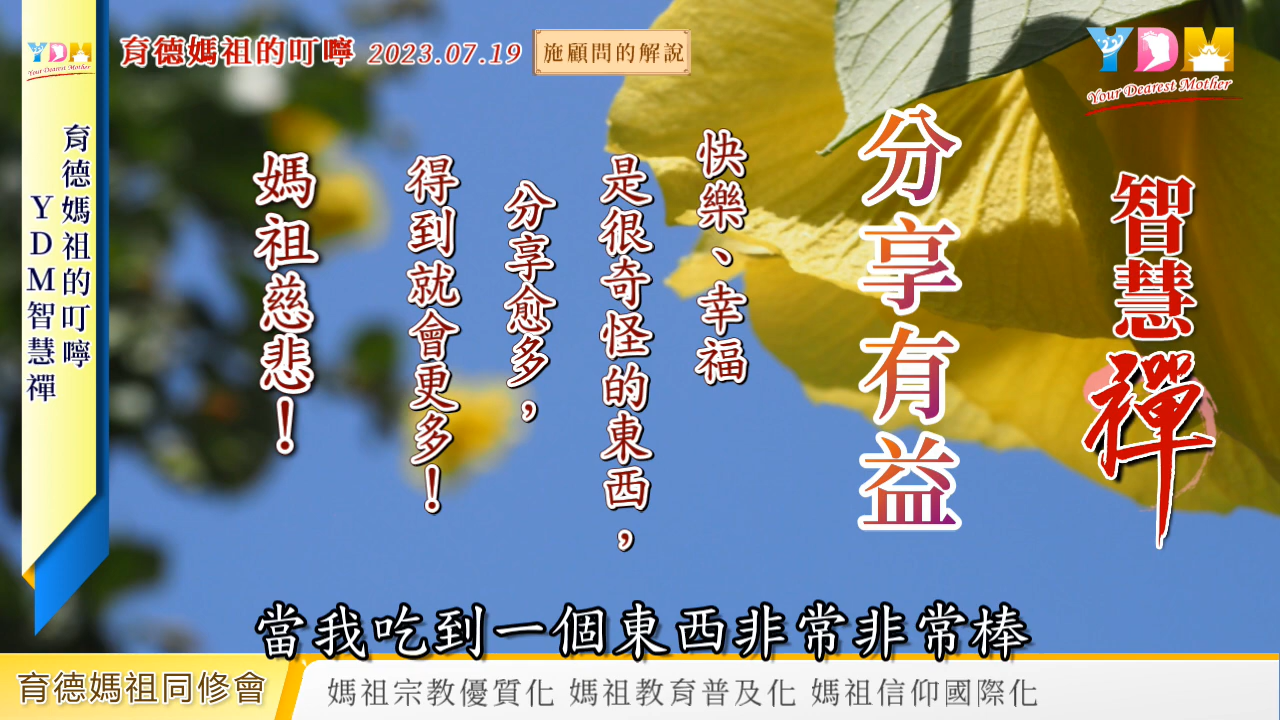 育德媽祖的叮嚀 2023.07.19 施顧問的解說
YDM
Your Dearest Mother
YDM
Your Dearest Mother
育德媽祖的叮嚀
YDM智慧禪
智慧禪
分享有益
快樂、幸福
是很奇怪的東西，
分享愈多，
得到就會更多！
媽祖慈悲！
當我吃到一個東西非常非常棒
育德媽祖同修會
媽祖宗教優質化 媽祖教育普及化 媽祖信仰國際化